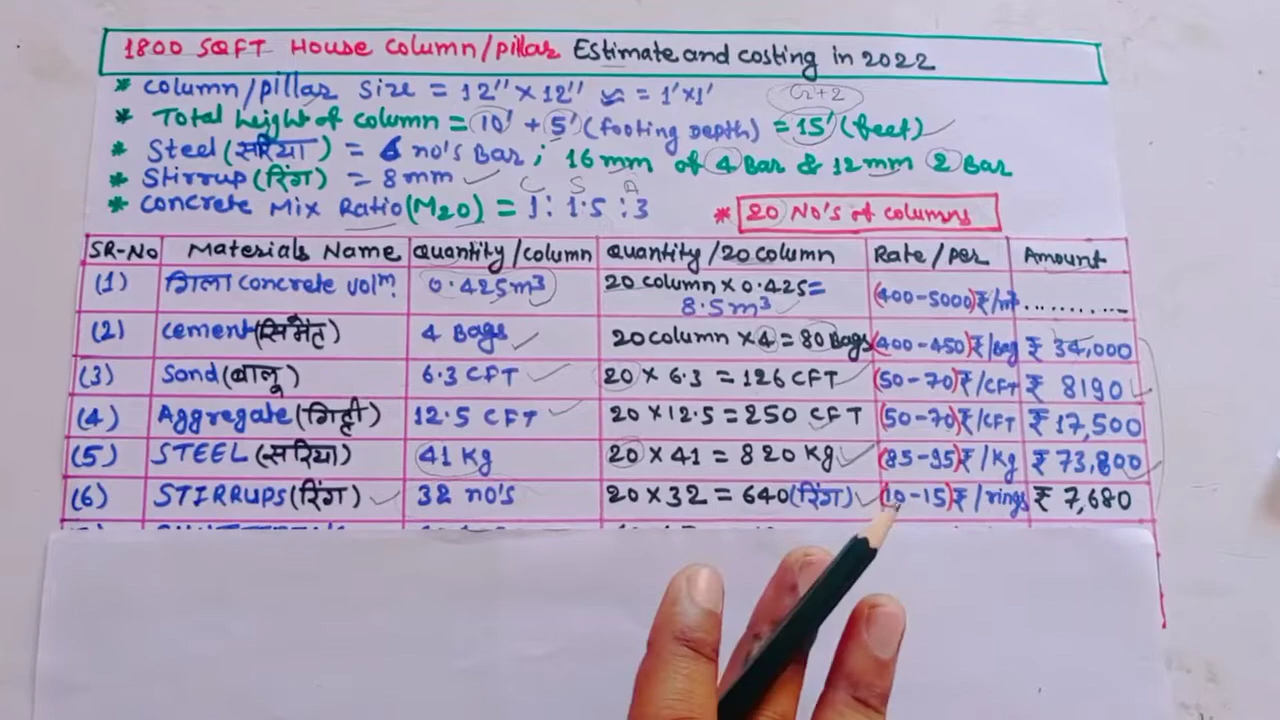 1800 SQFT House Column/pillar Estimate and costing in 2022
* column/pillar size = 12" × 12" = 1'×1'
G+2
* Total height of column = 10' + 5' (footing depth) = 15' (feet)
* Steel (सरिया) = 6 no's Bar; 16mm of 4 Bar & 12mm 2 Bar
* Stirrup (रिंग) = 8mm
C S A
* Concrete Mix Ratio (M20) = 1:1.5:3
* 20 No's of columns
SR-No Materials Name Quantity/column Quantity/20 column Rate/per Amount
(1) गिला concrete volm. 0.425m³ 20 column × 0.425 = 8.5m³ (400-5000)₹/m³ ............
(2) cement (सिमेंट) 4 Bags 20 column × 4 = 80 Bags (400-450)₹/bag ₹ 34,000
(3) Sand (बालू) 6.3 CFT 20 × 6.3 = 126 CFT (50-70)₹/CFT ₹ 8190
(4) Aggregate (गिट्टी) 12.5 CFT 20 × 12.5 = 250 CFT (50-70)₹/CFT ₹ 17,500
(5) STEEL (सरिया) 41 Kg 20 × 41 = 820 Kg (85-95)₹/Kg ₹ 73,800
(6) STIRRUPS (रिंग) 32 no's 20 × 32 = 640 (रिंग) (10-15)₹/rings ₹ 7,680